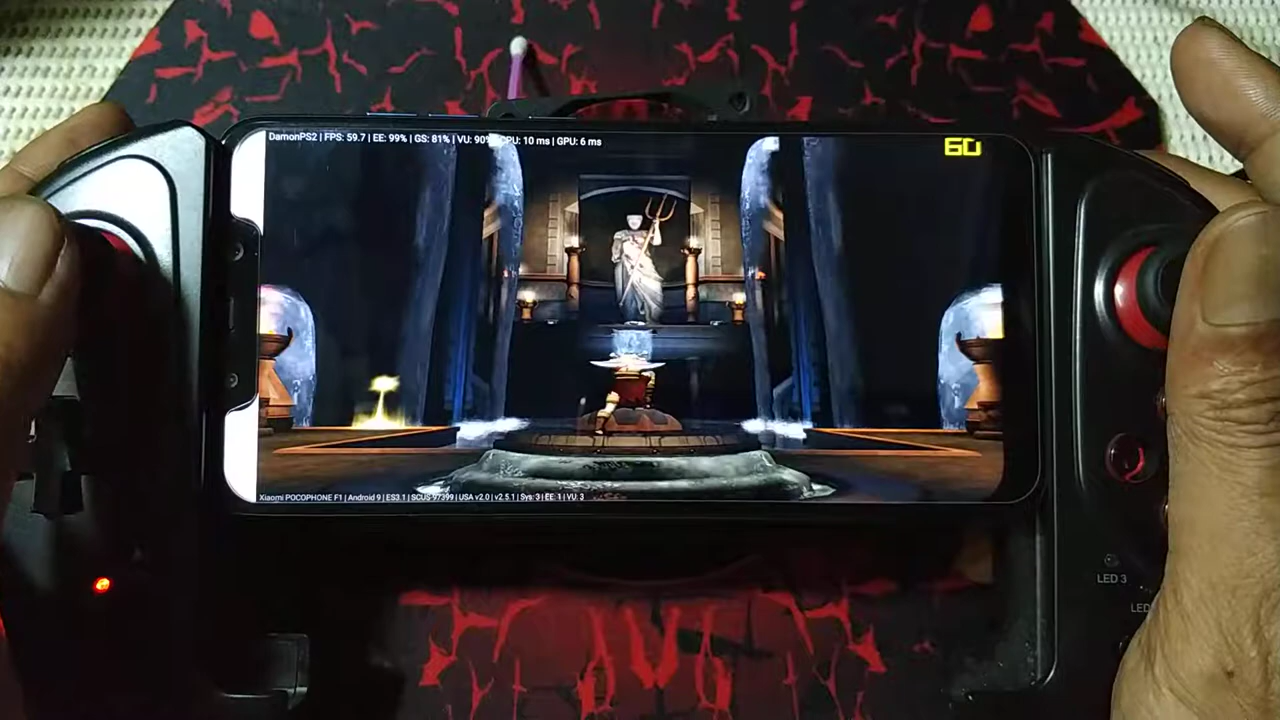 DamonPS2 | FPS: 59.7 | EE: 99% | GS: 81% | VU: 90% CPU: 10 ms | GPU: 6 ms
60
Xiaomi POCOPHONE F1 | Android 9 | ES3.1 | SCUS 97399 | USA v2.0 | v2.5.1 | Sys: 3 | EE: 1 | VU: 3
LED 3
LED